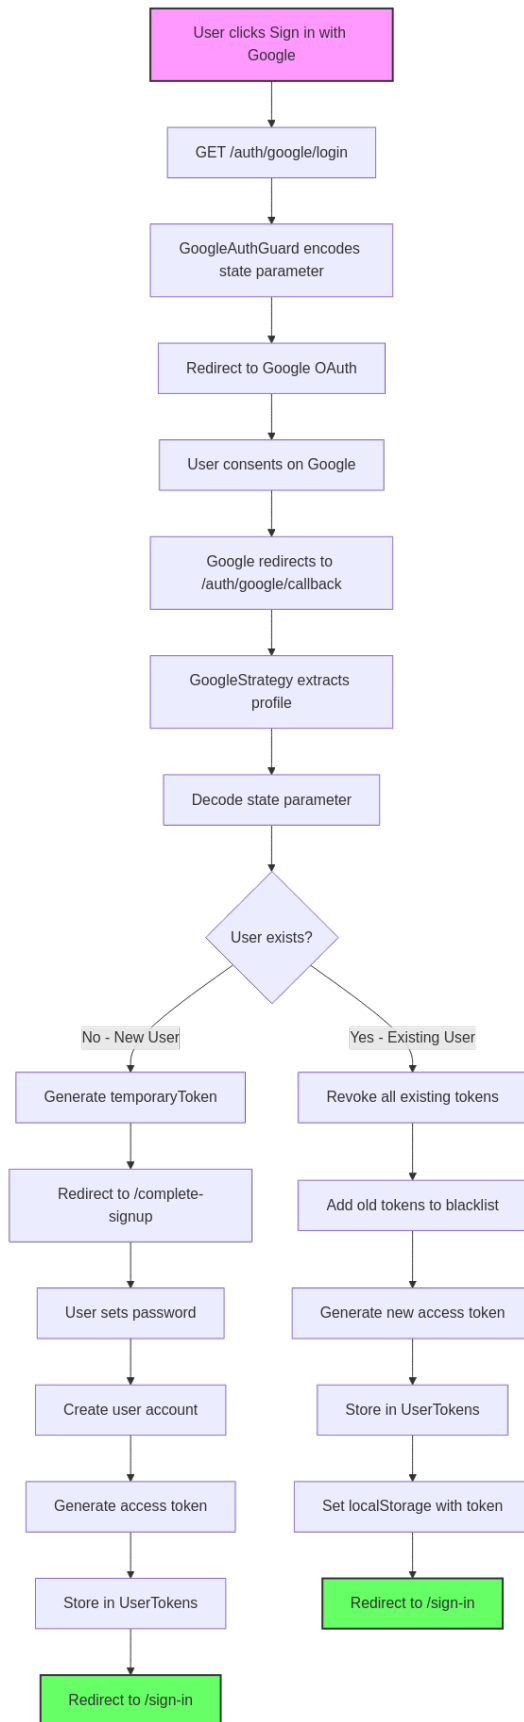 User clicks Sign in with
Google
GET /auth/google/login
GoogleAuthGuard encodes
state parameter
Redirect to Google OAuth
User consents on Google
Google redirects to
/auth/google/callback
GoogleStrategy extracts
profile
Decode state parameter
User exists?
No - New User
Yes - Existing User
Generate temporaryToken
Revoke all existing tokens
Redirect to /complete-
signup
Add old tokens to blacklist
User sets password
Generate new access token
Create user account
Store in UserTokens
Generate access token
Set localStorage with token
Store in UserTokens
Redirect to /sign-in
Redirect to /sign-in